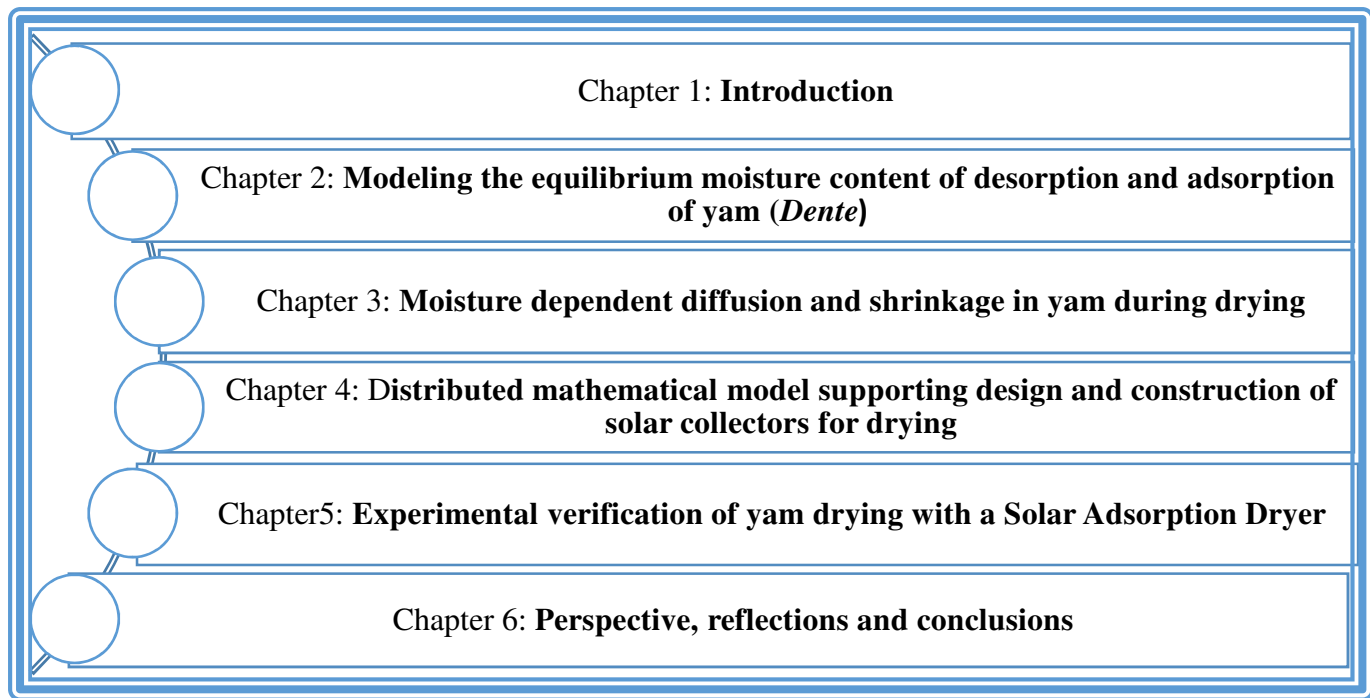 Chapter 1: Introduction
Chapter 2: Modeling the equilibrium moisture content of desorption and adsorption
of yam (Dente)
Chapter 3: Moisture dependent diffusion and shrinkage in yam during drying
Chapter 4: Distributed mathematical model supporting design and construction of
solar collectors for drying
Chapter5: Experimental verification of yam drying with a Solar Adsorption Dryer
Chapter 6: Perspective, reflections and conclusions